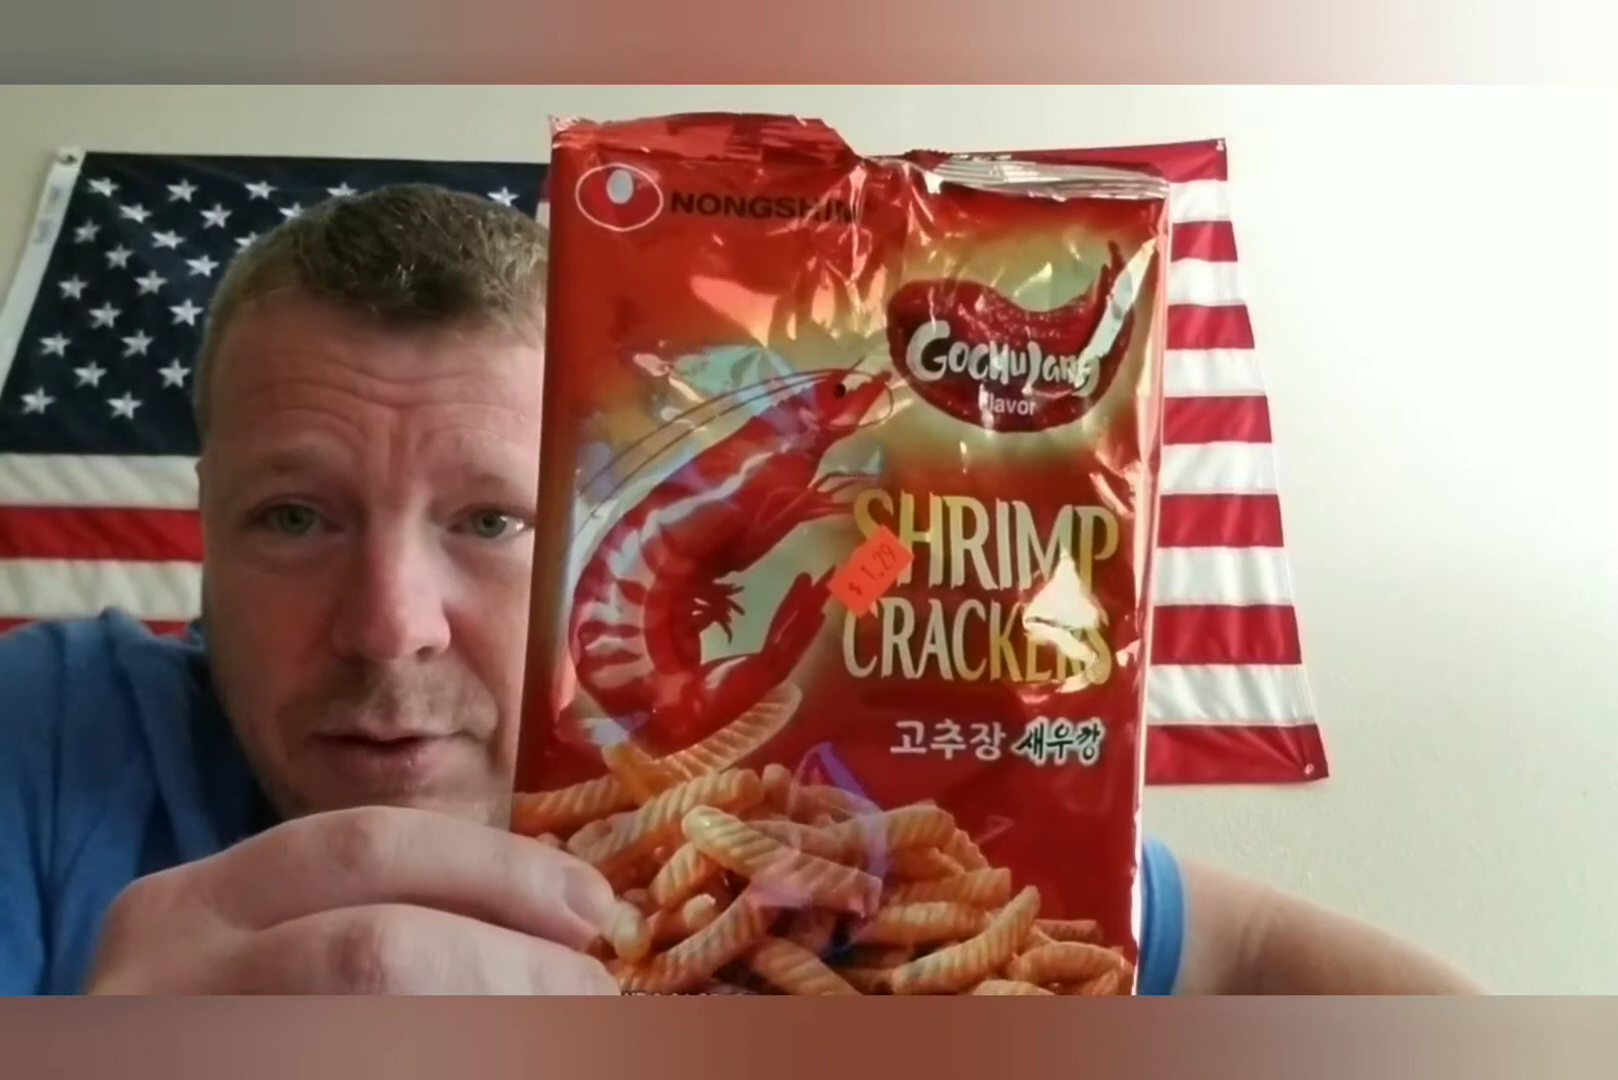 NONGSHIM
GOCHUJANG
Flavor
SHRIMP
$1.29
CRACKERS
고추장 새우깡